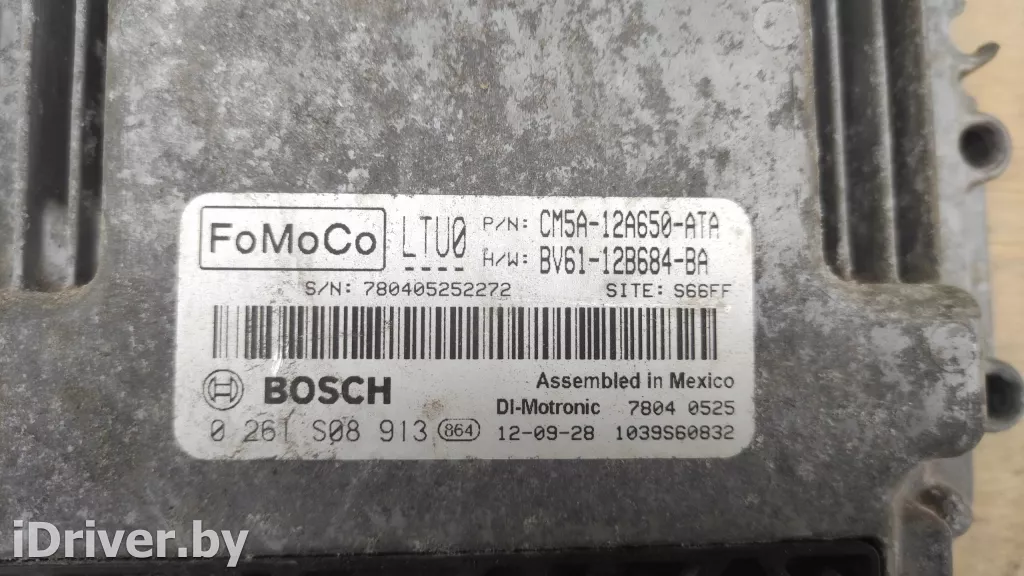 FoMoCo LTU0 P/N: CM5A-12A650-ATA
H/W: BV61-12B684-BA
S/N: 780405252272 SITE: S66FF
BOSCH Assembled in Mexico
DI-Motronic 7804 0525
0 261 S08 913 864 12-09-28 1039S60832
iDriver.by